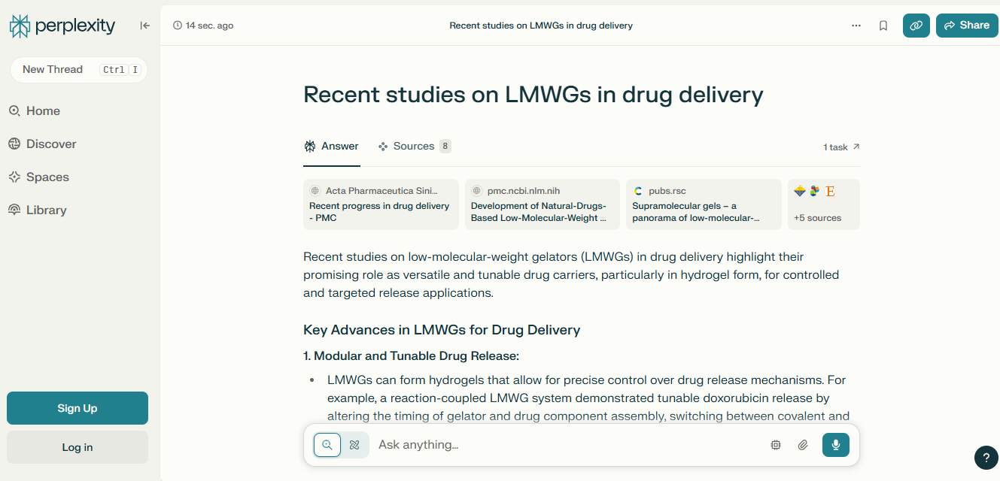 perplexity
New Thread Ctrl I
Home
Discover
Spaces
Library
Sign Up
Log in
14 sec. ago
Recent studies on LMWGs in drug delivery
Share
Recent studies on LMWGs in drug delivery
Answer
Sources 8
1 task
Acta Pharmaceutica Sini...
Recent progress in drug delivery
- PMC
pmc.ncbi.nlm.nih
Development of Natural-Drugs-
Based Low-Molecular-Weight ...
pubs.rsc
Supramolecular gels – a
panorama of low-molecular-...
E
+5 sources
Recent studies on low-molecular-weight gelators (LMWGs) in drug delivery highlight their
promising role as versatile and tunable drug carriers, particularly in hydrogel form, for controlled
and targeted release applications.
Key Advances in LMWGs for Drug Delivery
1. Modular and Tunable Drug Release:
• LMWGs can form hydrogels that allow for precise control over drug release mechanisms. For
example, a reaction-coupled LMWG system demonstrated tunable doxorubicin release by
altering the timing of gelator and drug component assembly, switching between covalent and
Ask anything...
?